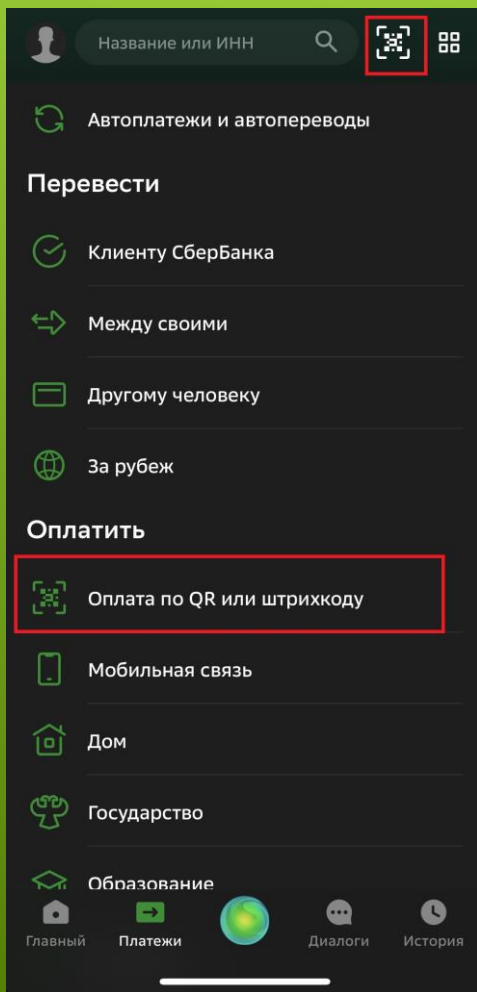 Название или ИНН
Автоплатежи и автопереводы
Перевести
Клиенту СберБанка
Между своими
Другому человеку
За рубеж
Оплатить
Оплата по QR или штрихкоду
Мобильная связь
Дом
Государство
Образование
Главный Платежи Диалоги История